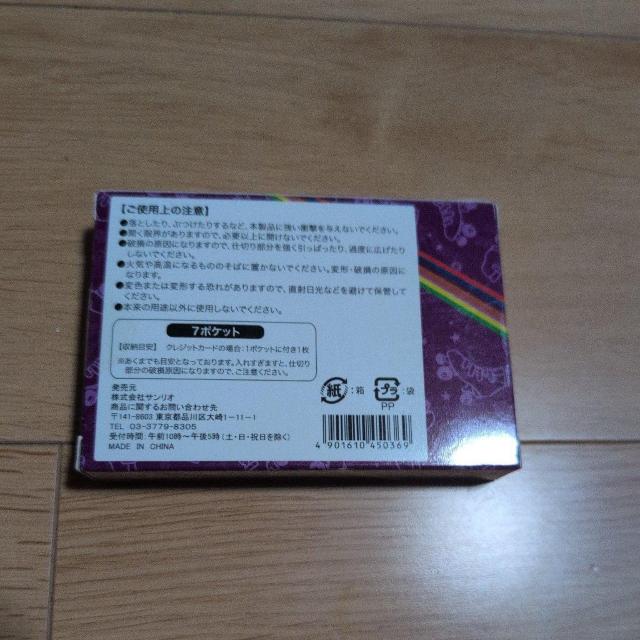 【ご使用上の注意】
●落としたり、ぶつけたりするなど、本製品に強い衝撃を与えないでください。
●開く限界がありますので、必要以上に開けないでください。
●破損の原因になりますので、仕切り部分を強く引っぱったり、過度に広げたり
しないでください。
●火気や高温になるもののそばに置かないでください。変形・破損の原因に
なります。
●変色または変形する恐れがありますので、直射日光などを避けて保管して
ください。
●本来の用途以外に使用しないでください。
7ポケット
【収納目安】 クレジットカードの場合:1ポケットに付き1枚
※あくまでも目安となっております。入れすぎますと、仕切り
部分の破損原因になりますので、ご注意ください。
発売元
株式会社サンリオ
商品に関するお問い合わせ先
〒141-8603 東京都品川区大崎1-11-1
TEL 03-3779-8305
受付時間:午前10時〜午後5時(土・日・祝日を除く)
MADE IN CHINA
紙:箱 プラ:袋
PP
4 901610 450369